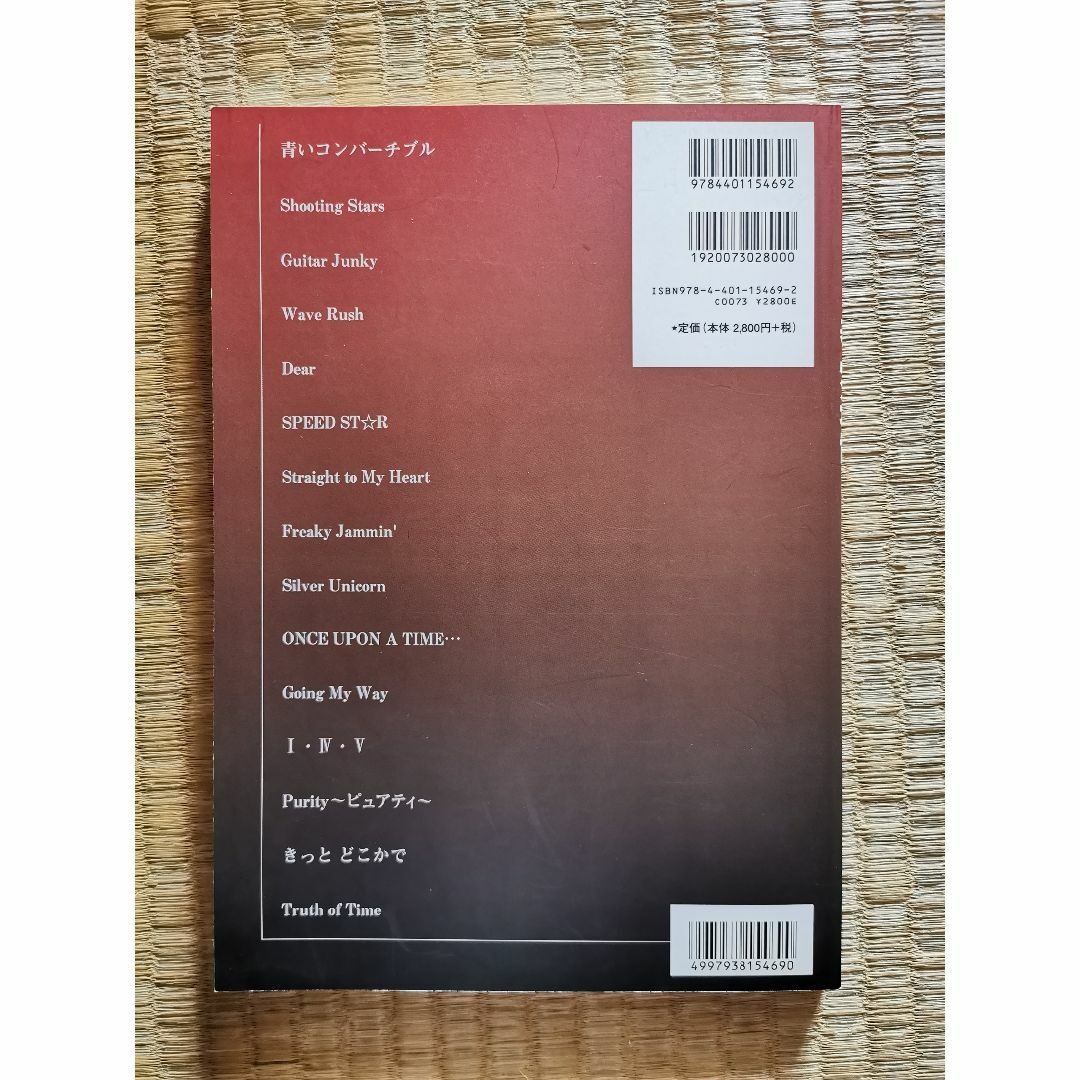 青いコンバーチブル
Shooting Stars
Guitar Junky
Wave Rush
Dear
SPEED ST☆R
Straight to My Heart
Freaky Jammin'
Silver Unicorn
ONCE UPON A TIME…
Going My Way
Ⅰ・Ⅳ・Ⅴ
Purity～ピュアティ～
きっと どこかで
Truth of Time
9784401154692
1920073028000
ISBN978-4-401-15469-2
C0073 ¥2800E
★定価(本体 2,800円+税)
4997938154690